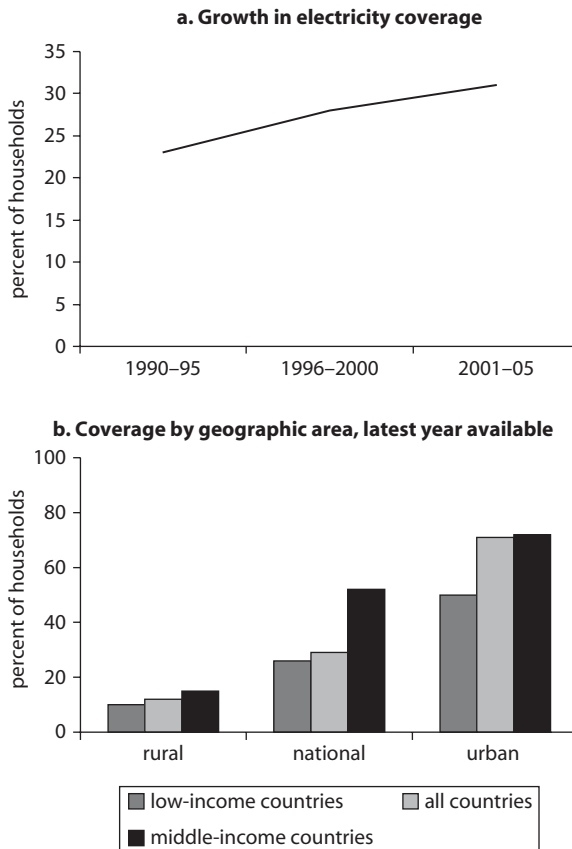 a. Growth in electricity coverage
35
30
25
20
15
10
5
0
percent of households
1990–95 1996–2000 2001–05
b. Coverage by geographic area, latest year available
100
80
60
40
20
0
percent of households
rural national urban
low-income countries all countries
middle-income countries